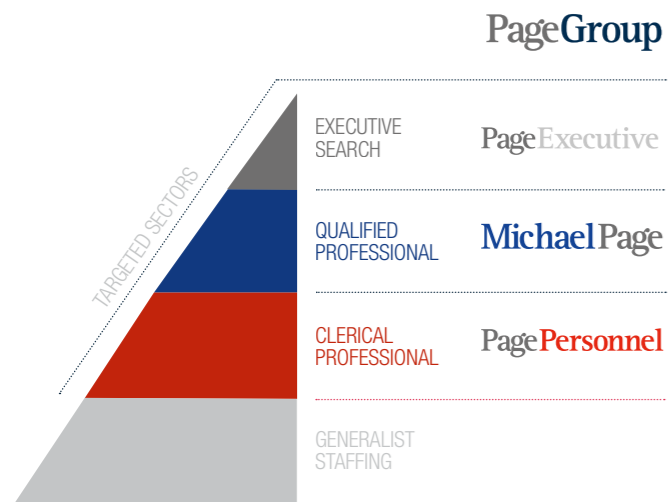 PageGroup
TARGETED SECTORS
EXECUTIVE
SEARCH
PageExecutive
QUALIFIED
PROFESSIONAL
MichaelPage
CLERICAL
PROFESSIONAL
PagePersonnel
GENERALIST
STAFFING